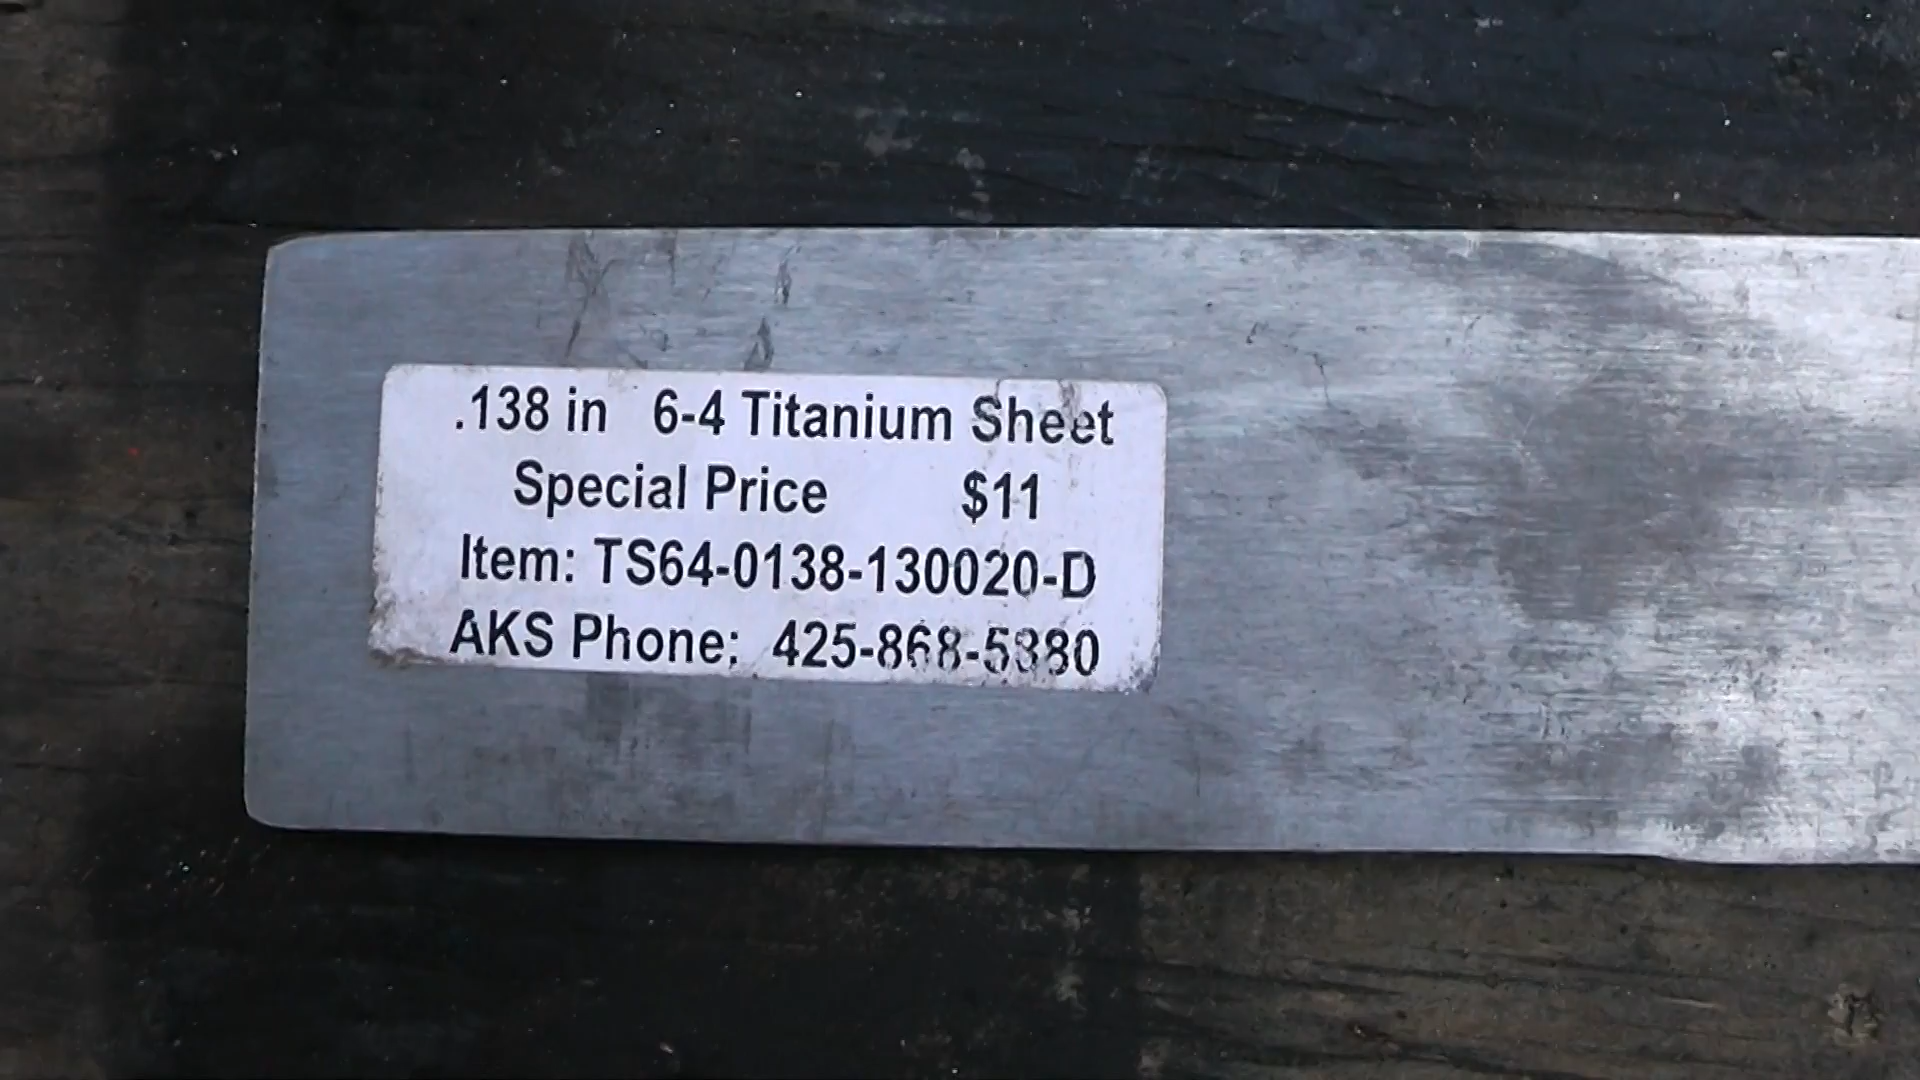 .138 in 6-4 Titanium Sheet
Special Price $11
Item: TS64-0138-130020-D
AKS Phone: 425-868-5380